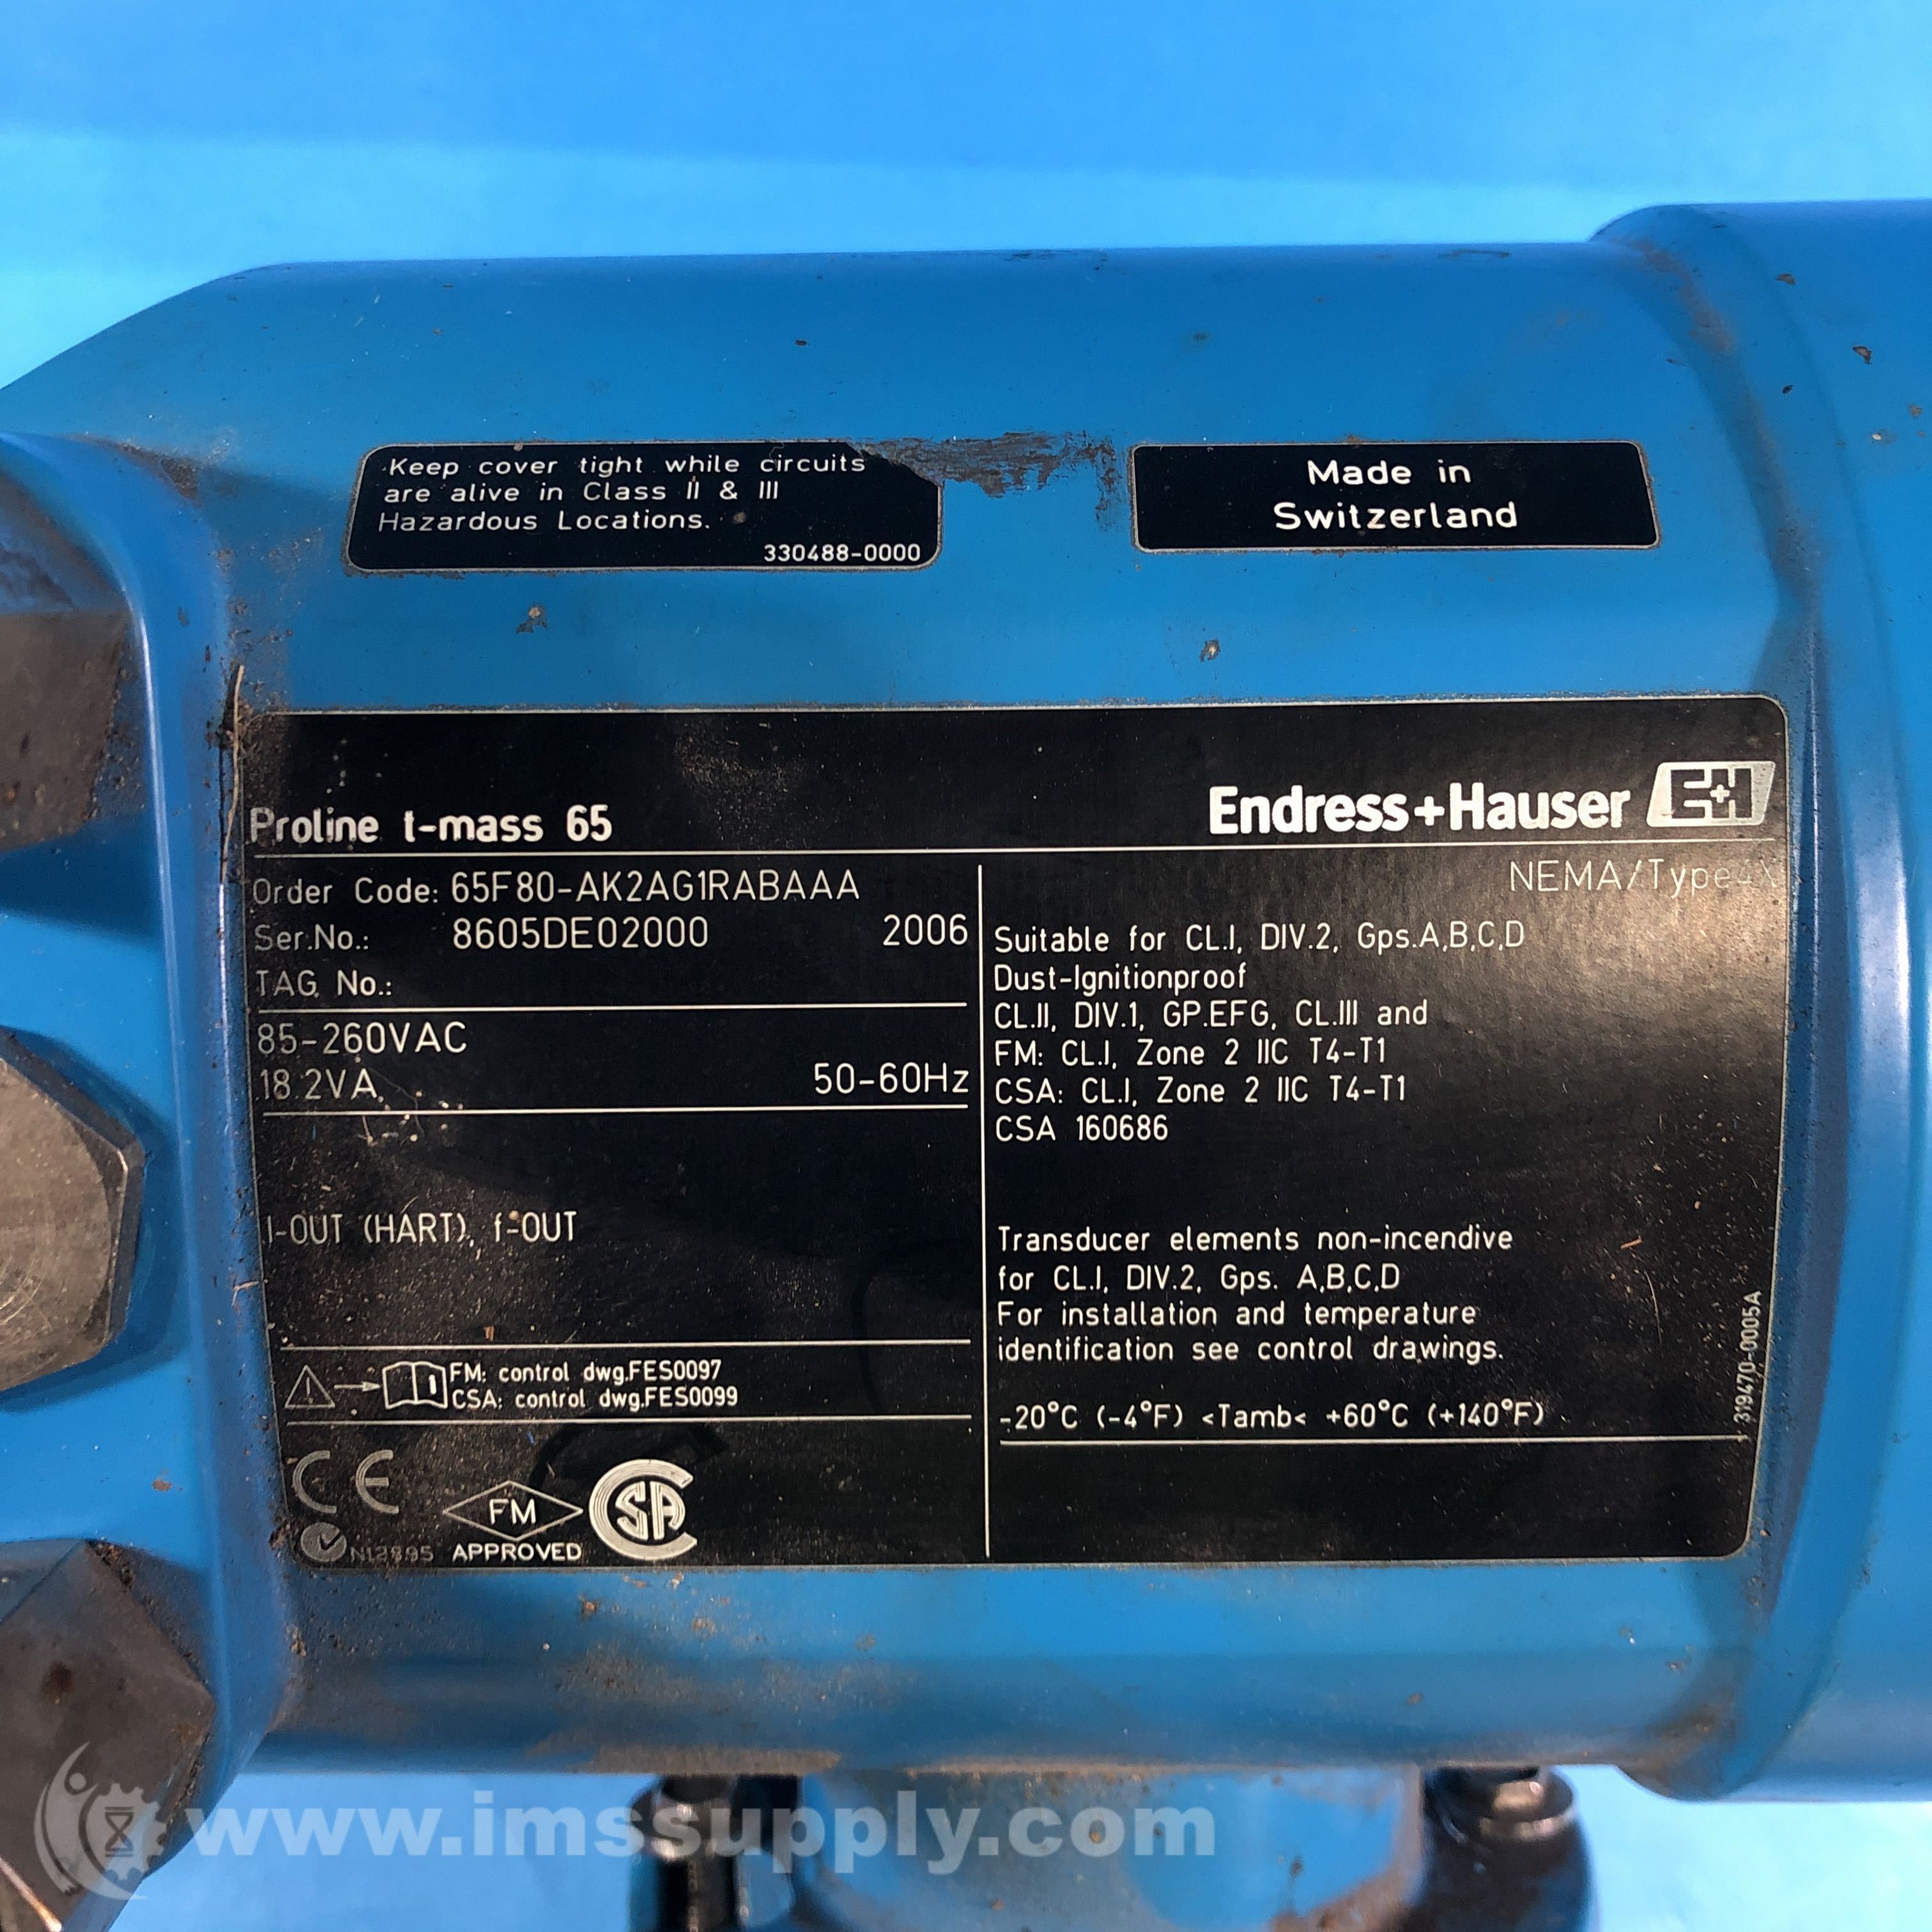 Keep cover tight while circuits
are alive in Class II & III
Hazardous Locations.
330488-0000
Made in
Switzerland
Proline t-mass 65
Endress+Hauser E+H
Order Code: 65F80-AK2AG1RABAAA
Ser.No.: 8605DE02000 2006
TAG No.:
85-260VAC
18.2VA 50-60Hz
I-OUT (HART), f-OUT
FM: control dwg.FES0097
CSA: control dwg.FES0099
CE
FM
APPROVED
CSA
N12895
NEMA/Type4X
Suitable for CL.I, DIV.2, Gps.A,B,C,D
Dust-Ignitionproof
CL.II, DIV.1, GP.EFG, CL.III and
FM: CL.I, Zone 2 IIC T4-T1
CSA: CL.I, Zone 2 IIC T4-T1
CSA 160686
Transducer elements non-incendive
for CL.I, DIV.2, Gps. A,B,C,D
For installation and temperature
identification see control drawings.
-20°C (-4°F) <Tamb< +60°C (+140°F)
319470-0005A
www.imssupply.com